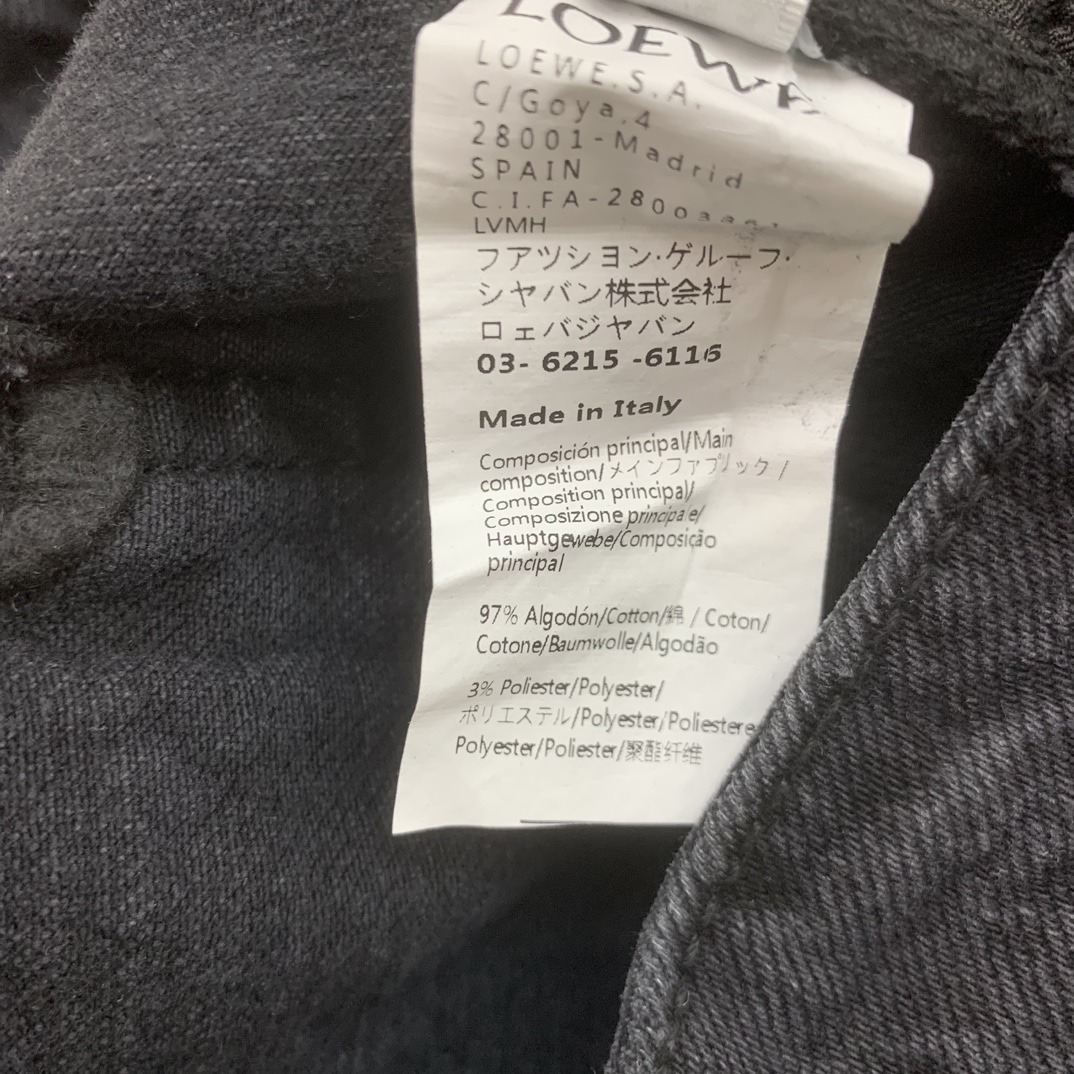 LOEWE
LOEWE.S.A.
C/Goya.4
28001-Madrid
SPAIN
C.I.FA-28003861
LVMH
フアツシヨン·ゲルーフ·
シヤバン株式会社
ロェバジヤバン
03- 6215 -6116
Made in Italy
Composición principal/Main
composition/メインファブリック /
Composition principal/
Composizione principale/
Hauptgewebe/Composição
principal
97% Algodón/Cotton/綿 / Coton/
Cotone/Baumwolle/Algodão
3% Poliester/Polyester/
ポリエステル/Polyester/Poliestere
Polyester/Poliester/聚酯纤维